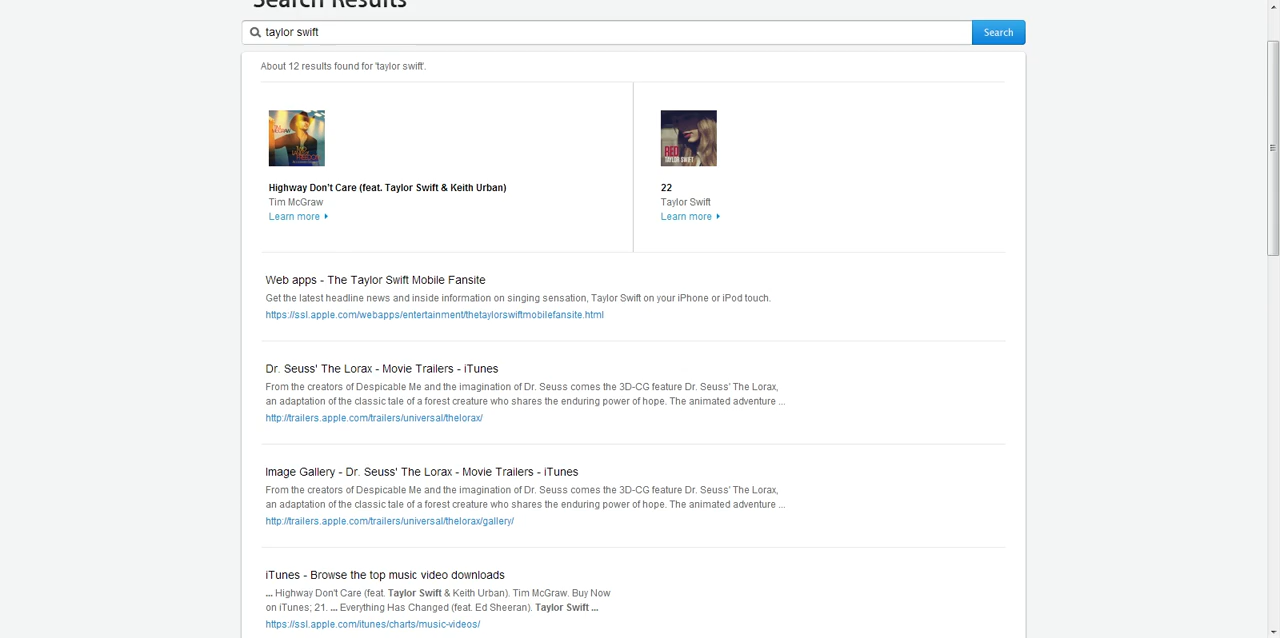 Search Results
taylor swift
Search
About 12 results found for 'taylor swift'.
RED
TAYLOR SWIFT
Highway Don't Care (feat. Taylor Swift & Keith Urban)
Tim McGraw
Learn more
22
Taylor Swift
Learn more
Web apps - The Taylor Swift Mobile Fansite
Get the latest headline news and inside information on singing sensation, Taylor Swift on your iPhone or iPod touch.
https://ssl.apple.com/webapps/entertainment/thetaylorswiftmobilefansite.html
Dr. Seuss' The Lorax - Movie Trailers - iTunes
From the creators of Despicable Me and the imagination of Dr. Seuss comes the 3D-CG feature Dr. Seuss' The Lorax,
an adaptation of the classic tale of a forest creature who shares the enduring power of hope. The animated adventure ...
http://trailers.apple.com/trailers/universal/thelorax/
Image Gallery - Dr. Seuss' The Lorax - Movie Trailers - iTunes
From the creators of Despicable Me and the imagination of Dr. Seuss comes the 3D-CG feature Dr. Seuss' The Lorax,
an adaptation of the classic tale of a forest creature who shares the enduring power of hope. The animated adventure ...
http://trailers.apple.com/trailers/universal/thelorax/gallery/
iTunes - Browse the top music video downloads
... Highway Don't Care (feat. Taylor Swift & Keith Urban). Tim McGraw. Buy Now
on iTunes; 21. ... Everything Has Changed (feat. Ed Sheeran). Taylor Swift ...
https://ssl.apple.com/itunes/charts/music-videos/